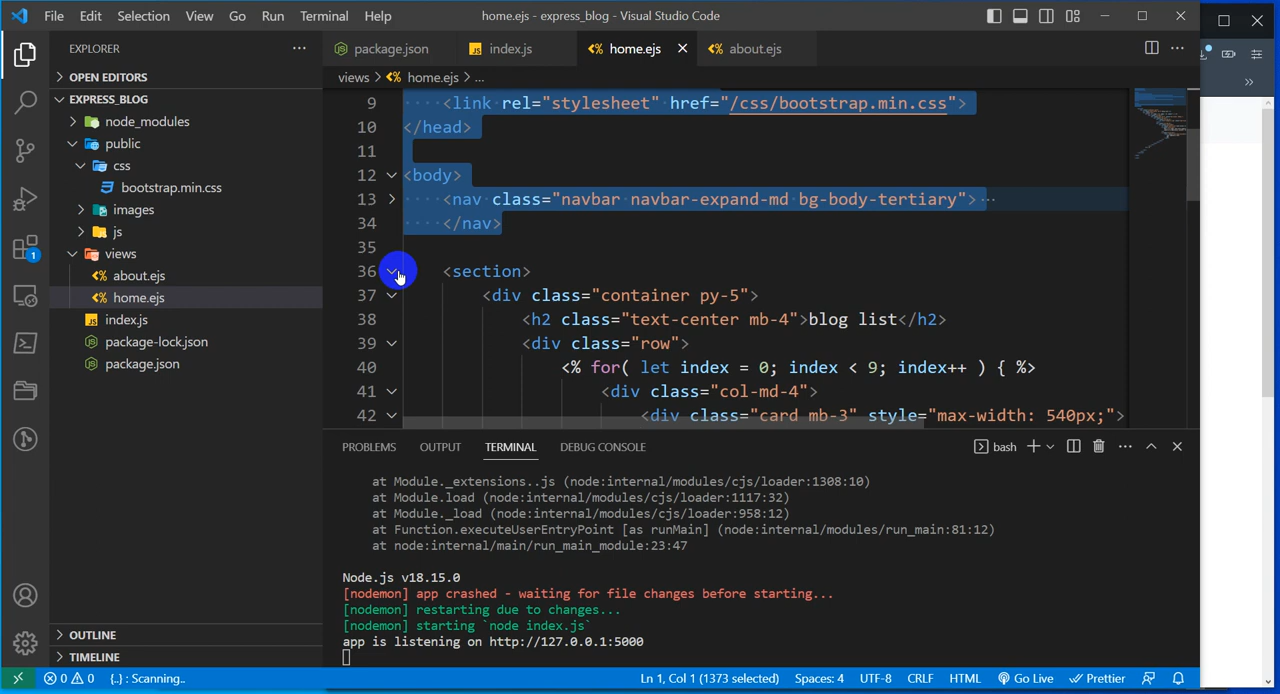 File Edit Selection View Go Run Terminal Help home.ejs - express_blog - Visual Studio Code
EXPLORER
OPEN EDITORS
EXPRESS_BLOG
node_modules
public
css
bootstrap.min.css
images
js
views
about.ejs
home.ejs
index.js
package-lock.json
package.json
OUTLINE
TIMELINE
package.json JS index.js home.ejs about.ejs
views > home.ejs > ...
9 ····<link rel="stylesheet" href="/css/bootstrap.min.css">
10 </head>
11
12 <body>
13 ····<nav class="navbar navbar-expand-md bg-body-tertiary">···
34 ····</nav>
35
36 <section>
37 <div class="container py-5">
38 <h2 class="text-center mb-4">blog list</h2>
39 <div class="row">
40 <% for( let index = 0; index < 9; index++ ) { %>
41 <div class="col-md-4">
42 <div class="card mb-3" style="max-width: 540px;">
PROBLEMS OUTPUT TERMINAL DEBUG CONSOLE bash
at Module._extensions..js (node:internal/modules/cjs/loader:1308:10)
at Module.load (node:internal/modules/cjs/loader:1117:32)
at Module._load (node:internal/modules/cjs/loader:958:12)
at Function.executeUserEntryPoint [as runMain] (node:internal/modules/run_main:81:12)
at node:internal/main/run_main_module:23:47
Node.js v18.15.0
[nodemon] app crashed - waiting for file changes before starting...
[nodemon] restarting due to changes...
[nodemon] starting `node index.js`
app is listening on http://127.0.0.1:5000
0 0 {..} : Scanning.. Ln 1, Col 1 (1373 selected) Spaces: 4 UTF-8 CRLF HTML Go Live Prettier